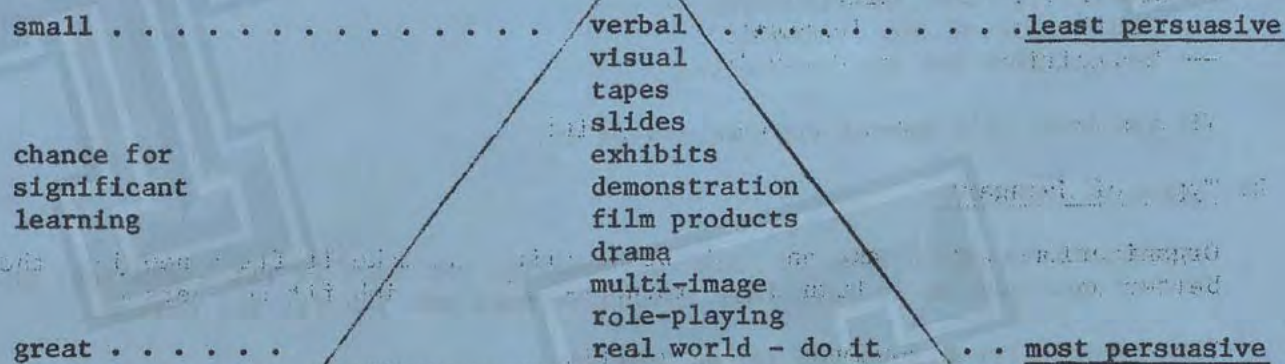 small . . . . . . . . . . . . . . . verbal . . . . . . . . . . .least persuasive
visual
tapes
slides
chance for exhibits
significant demonstration
learning film products
drama
multi-image
role-playing
great . . . . . . real world - do it . . most persuasive